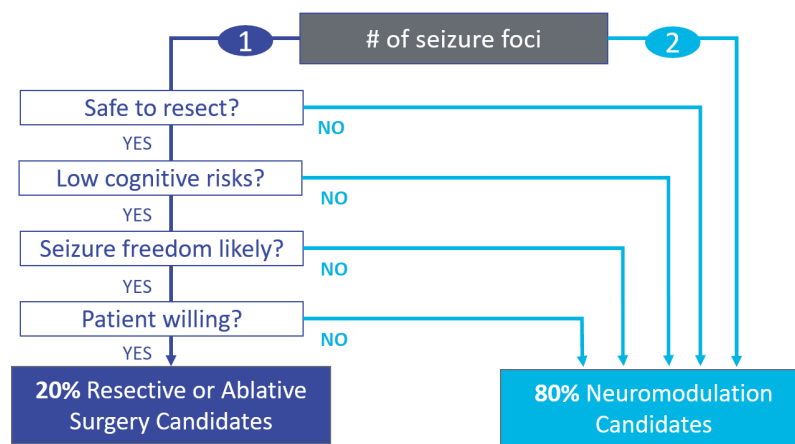 # of seizure foci
1
2
Safe to resect?
NO
YES
Low cognitive risks?
NO
YES
Seizure freedom likely?
NO
YES
Patient willing?
NO
YES
20% Resective or Ablative
Surgery Candidates
80% Neuromodulation
Candidates